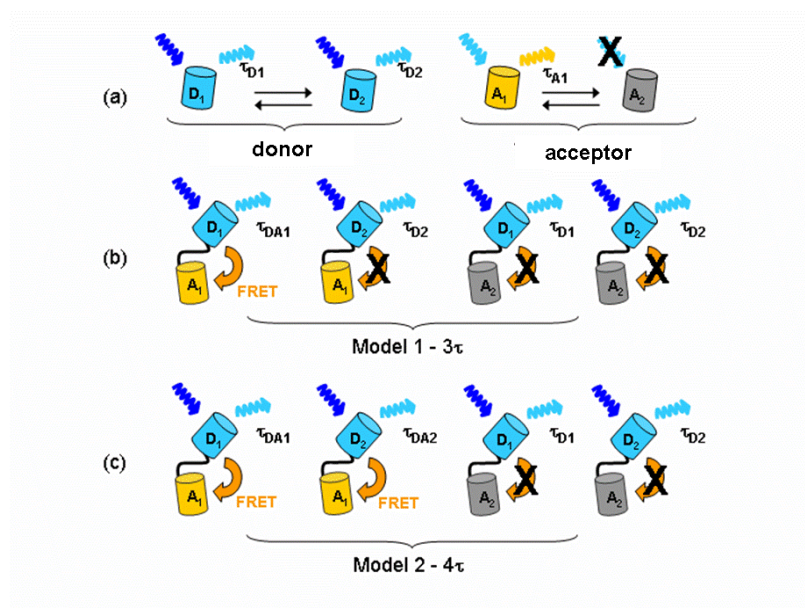 τD1 τD2 τA1
(a) D1 D2 A1 A2
donor acceptor
D1 τDA1 D2 τD2 D1 τD1 D2 τD2
(b)
A1 FRET A1 A2 A2
Model 1 - 3τ
D1 τDA1 D2 τDA2 D1 τD1 D2 τD2
(c)
A1 FRET A1 FRET A2 A2
Model 2 - 4τ